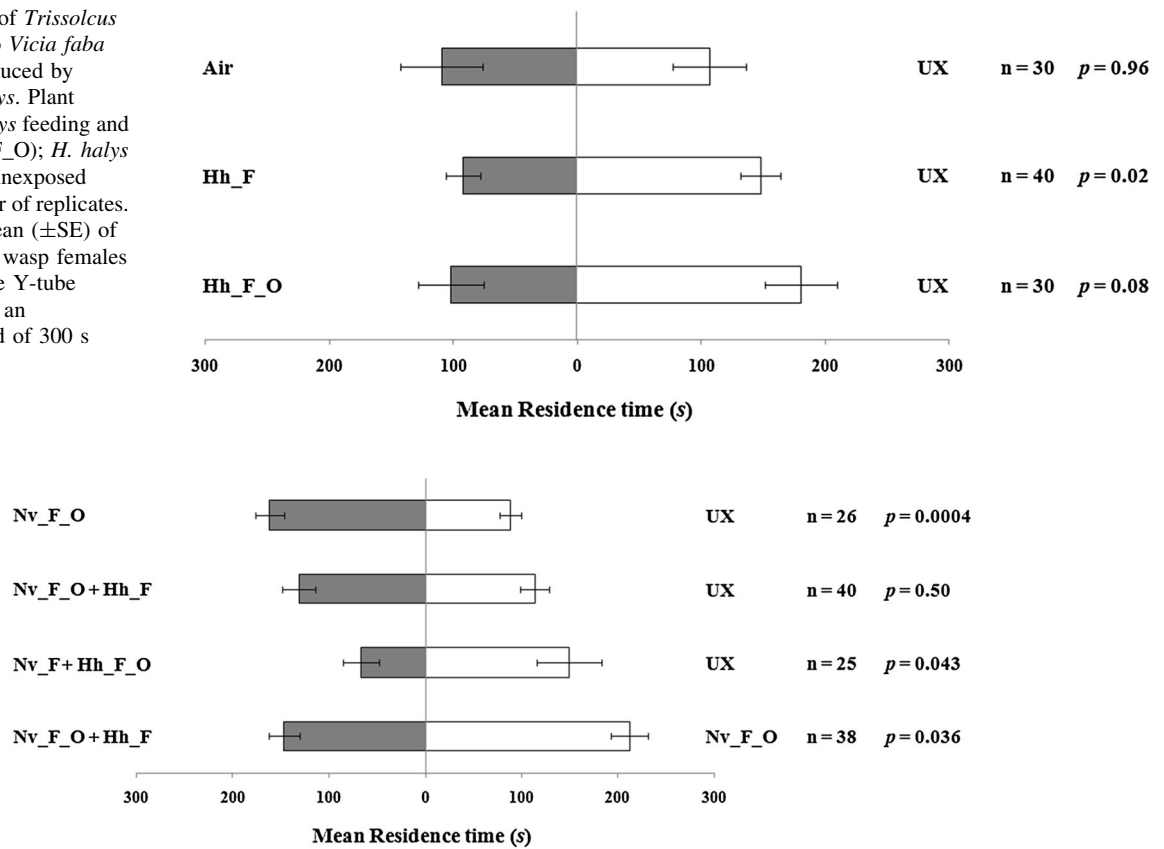 of Trissolcus
Vicia faba
uced by
ys. Plant
ys feeding and
F_O); H. halys
inexposed
r of replicates.
ean (±SE) of
wasp females
e Y-tube
an
d of 300 s
Air UX n = 30 p = 0.96
Hh_F UX n = 40 p = 0.02
Hh_F_O UX n = 30 p = 0.08
300 200 100 0 100 200 300
Mean Residence time (s)
Nv_F_O UX n = 26 p = 0.0004
Nv_F_O + Hh_F UX n = 40 p = 0.50
Nv_F + Hh_F_O UX n = 25 p = 0.043
Nv_F_O + Hh_F Nv_F_O n = 38 p = 0.036
300 200 100 0 100 200 300
Mean Residence time (s)